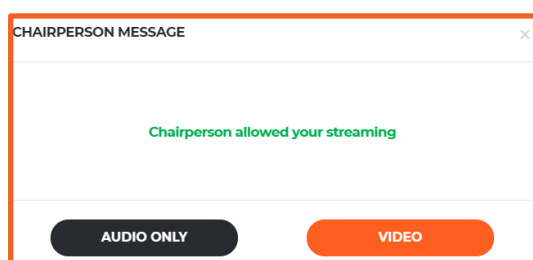 CHAIRPERSON MESSAGE
Chairperson allowed your streaming
AUDIO ONLY
VIDEO